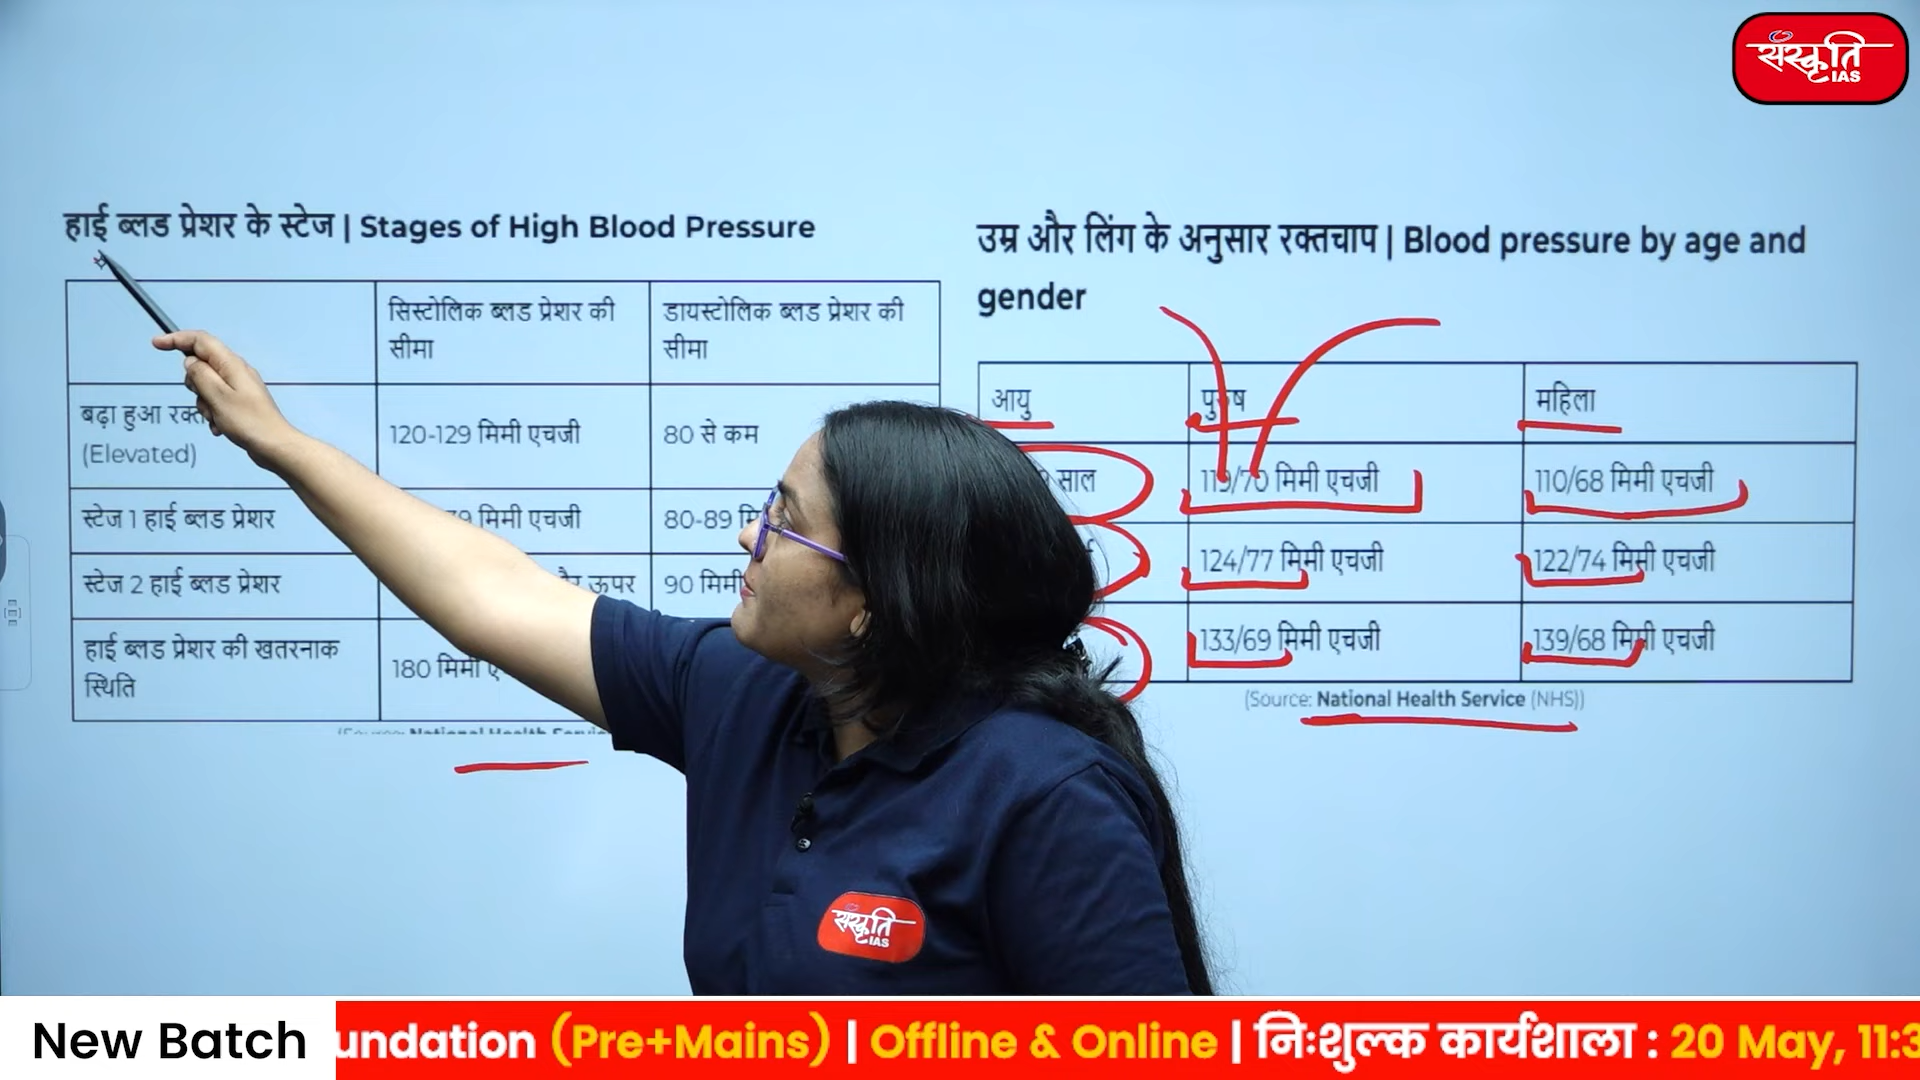 संस्कृति
IAS
हाई ब्लड प्रेशर के स्टेज | Stages of High Blood Pressure
सिस्टोलिक ब्लड प्रेशर की
सीमा
डायस्टोलिक ब्लड प्रेशर की
सीमा
बढ़ा हुआ
(Elevated)
120-129 मिमी एचजी
80 से कम
स्टेज 1 हाई ब्लड प्रेशर
मिमी एचजी
80-89
स्टेज 2 हाई ब्लड प्रेशर
ऊपर
90 मिमी
हाई ब्लड प्रेशर की खतरनाक
स्थिति
180 मिमी
उम्र और लिंग के अनुसार रक्तचाप | Blood pressure by age and
gender
आयु
पुरुष
महिला
साल
119/70 मिमी एचजी
110/68 मिमी एचजी
124/77 मिमी एचजी
122/74 मिमी एचजी
133/69 मिमी एचजी
139/68 मिमी एचजी
(Source: National Health Service (NHS))
संस्कृति
IAS
New Batch
undation (Pre+Mains) | Offline & Online | निःशुल्क कार्यशाला : 20 May, 11:3